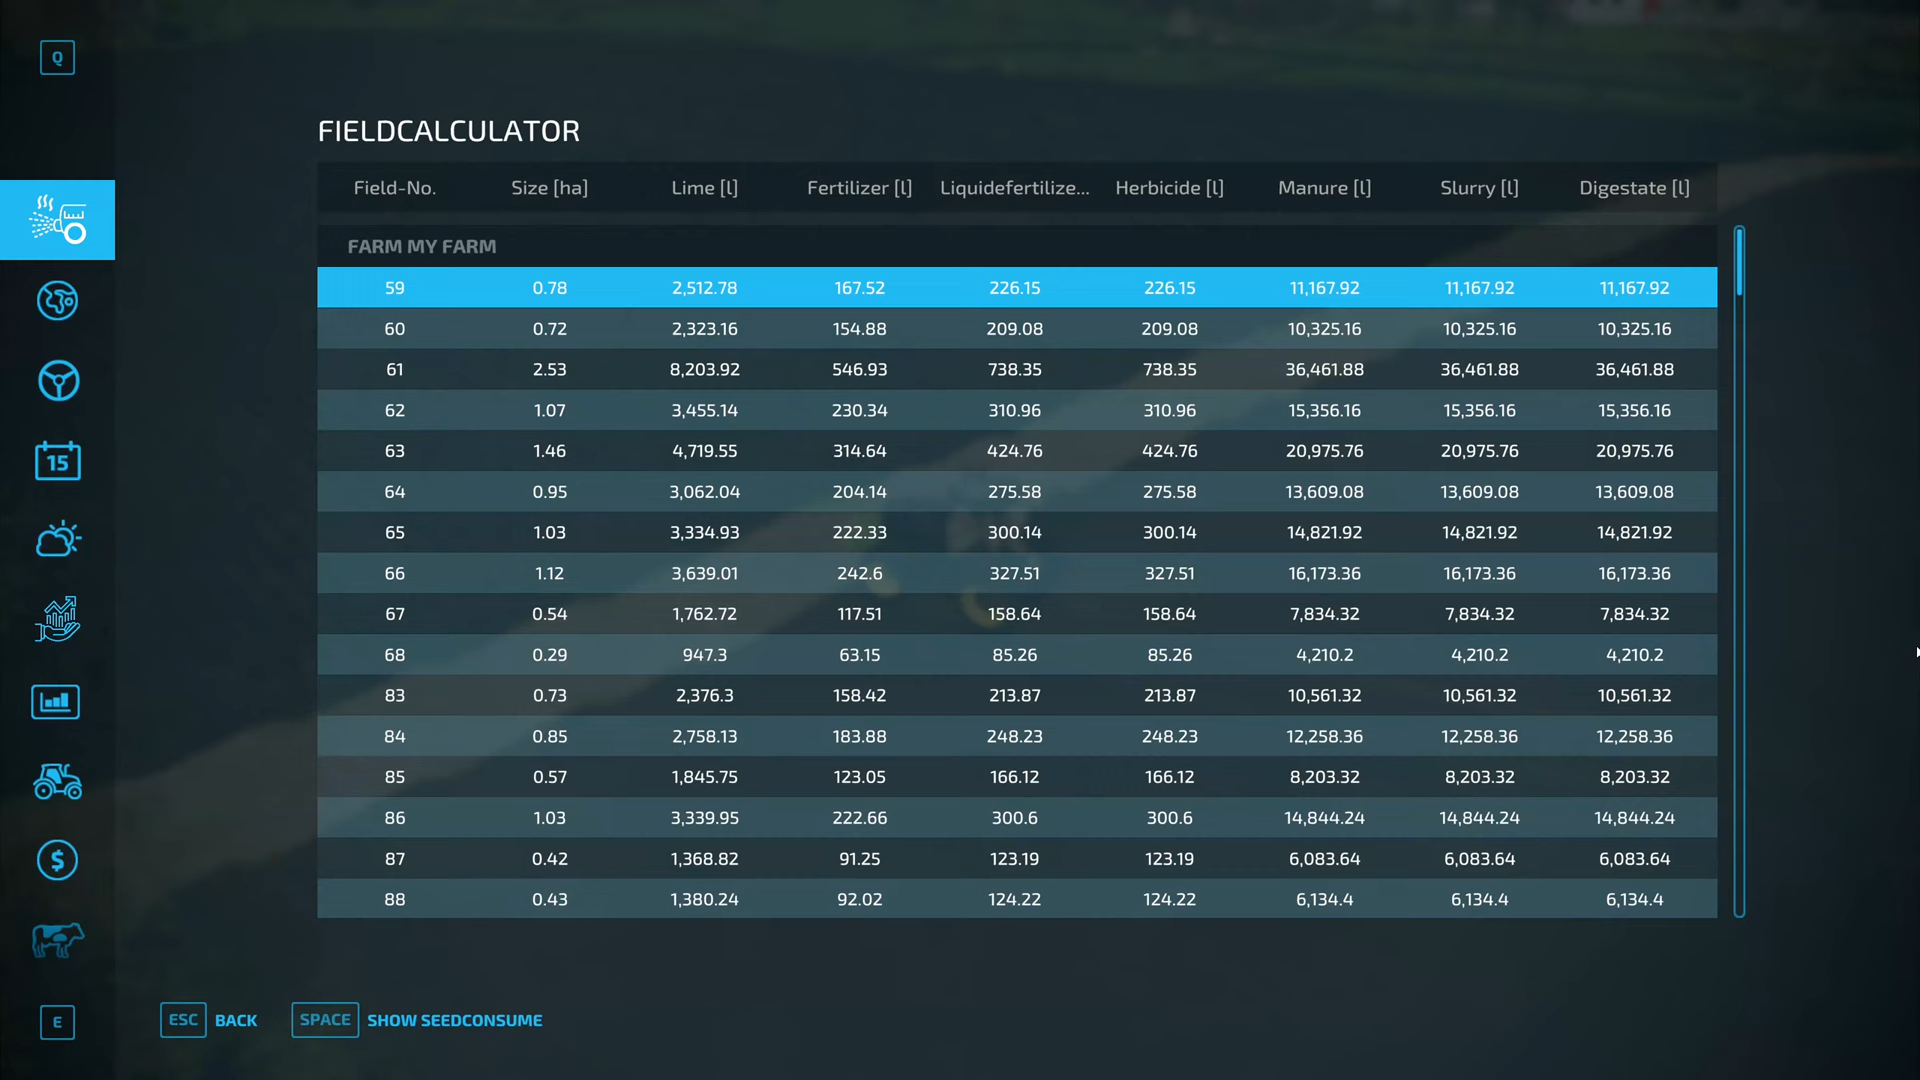 Q
FIELDCALCULATOR
Field-No. Size [ha] Lime [l] Fertilizer [l] Liquidefertilize... Herbicide [l] Manure [l] Slurry [l] Digestate [l]
FARM MY FARM
59 0.78 2,512.78 167.52 226.15 226.15 11,167.92 11,167.92 11,167.92
60 0.72 2,323.16 154.88 209.08 209.08 10,325.16 10,325.16 10,325.16
61 2.53 8,203.92 546.93 738.35 738.35 36,461.88 36,461.88 36,461.88
62 1.07 3,455.14 230.34 310.96 310.96 15,356.16 15,356.16 15,356.16
63 1.46 4,719.55 314.64 424.76 424.76 20,975.76 20,975.76 20,975.76
64 0.95 3,062.04 204.14 275.58 275.58 13,609.08 13,609.08 13,609.08
65 1.03 3,334.93 222.33 300.14 300.14 14,821.92 14,821.92 14,821.92
66 1.12 3,639.01 242.6 327.51 327.51 16,173.36 16,173.36 16,173.36
67 0.54 1,762.72 117.51 158.64 158.64 7,834.32 7,834.32 7,834.32
68 0.29 947.3 63.15 85.26 85.26 4,210.2 4,210.2 4,210.2
83 0.73 2,376.3 158.42 213.87 213.87 10,561.32 10,561.32 10,561.32
84 0.85 2,758.13 183.88 248.23 248.23 12,258.36 12,258.36 12,258.36
85 0.57 1,845.75 123.05 166.12 166.12 8,203.32 8,203.32 8,203.32
86 1.03 3,339.95 222.66 300.6 300.6 14,844.24 14,844.24 14,844.24
87 0.42 1,368.82 91.25 123.19 123.19 6,083.64 6,083.64 6,083.64
88 0.43 1,380.24 92.02 124.22 124.22 6,134.4 6,134.4 6,134.4
15
$
E
ESC BACK SPACE SHOW SEEDCONSUME